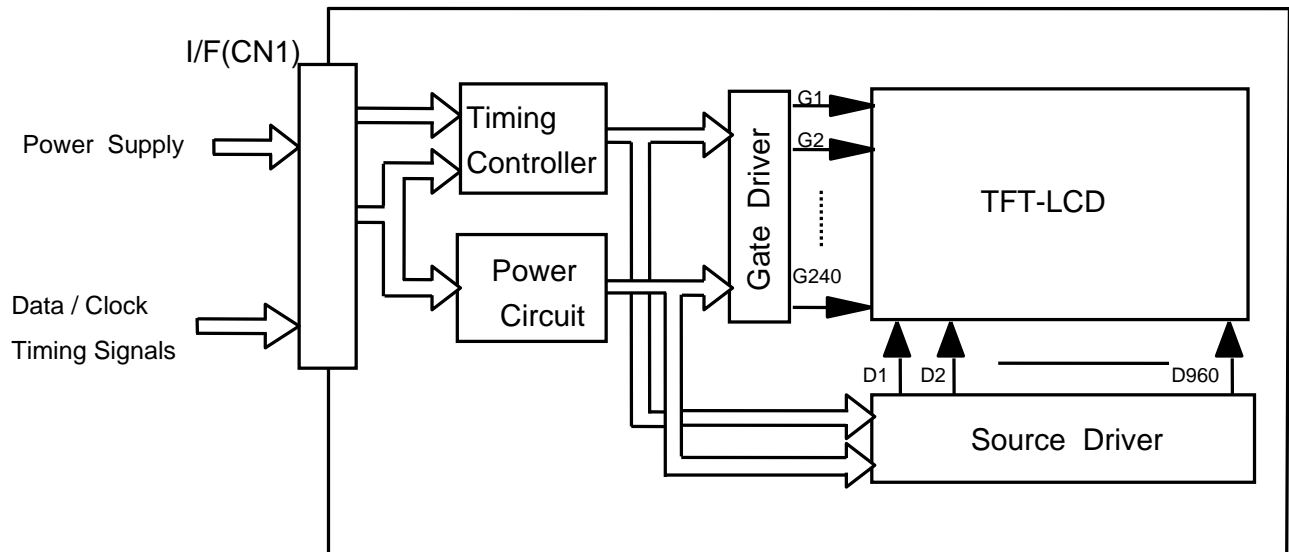 I/F(CN1)
Power Supply
Data / Clock
Timing Signals
Timing
Controller
Power
Circuit
Gate Driver
G1
G2
G240
TFT-LCD
D1 D2 D960
Source Driver